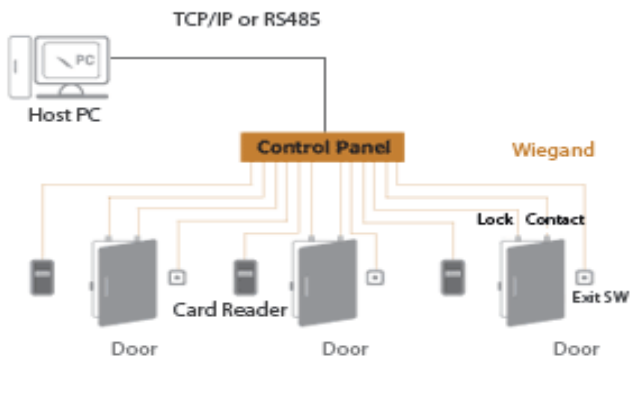 TCP/IP or RS485
PC
Host PC
Control Panel
Wiegand
Lock Contact
Exit SW
Card Reader
Door Door Door